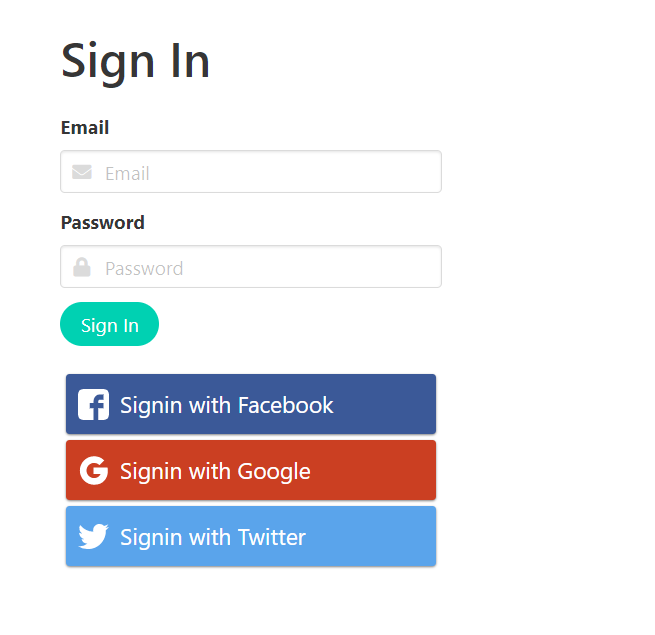 Sign In
Email
Email
Password
Password
Sign In
Signin with Facebook
Signin with Google
Signin with Twitter